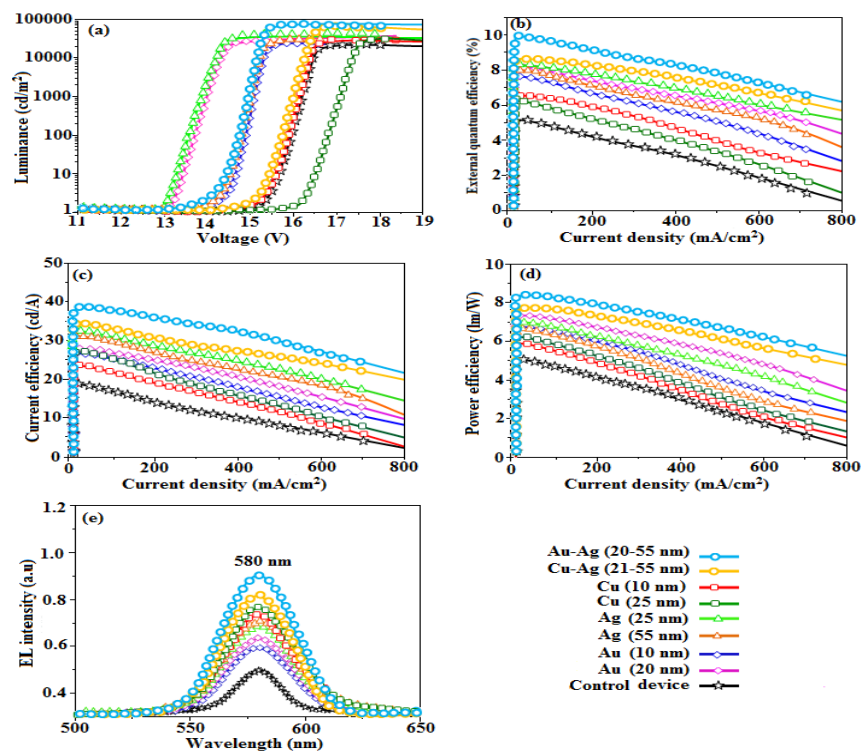 (a)
Luminance (cd/m²)
100000
10000
1000
100
10
1
11 12 13 14 15 16 17 18 19
Voltage (V)
(b)
External quantum efficiency (%)
10
8
6
4
2
0
0 200 400 600 800
Current density (mA/cm²)
(c)
Current efficiency (cd/A)
50
40
30
20
10
0
0 200 400 600 800
Current density (mA/cm²)
(d)
Power efficiency (lm/W)
10
8
6
4
2
0
0 200 400 600 800
Current density (mA/cm²)
(e)
580 nm
EL intensity (a.u)
1.2
1.0
0.8
0.6
0.4
500 550 600 650
Wavelength (nm)
Au-Ag (20-55 nm)
Cu-Ag (21-55 nm)
Cu (10 nm)
Cu (25 nm)
Ag (25 nm)
Ag (55 nm)
Au (10 nm)
Au (20 nm)
Control device